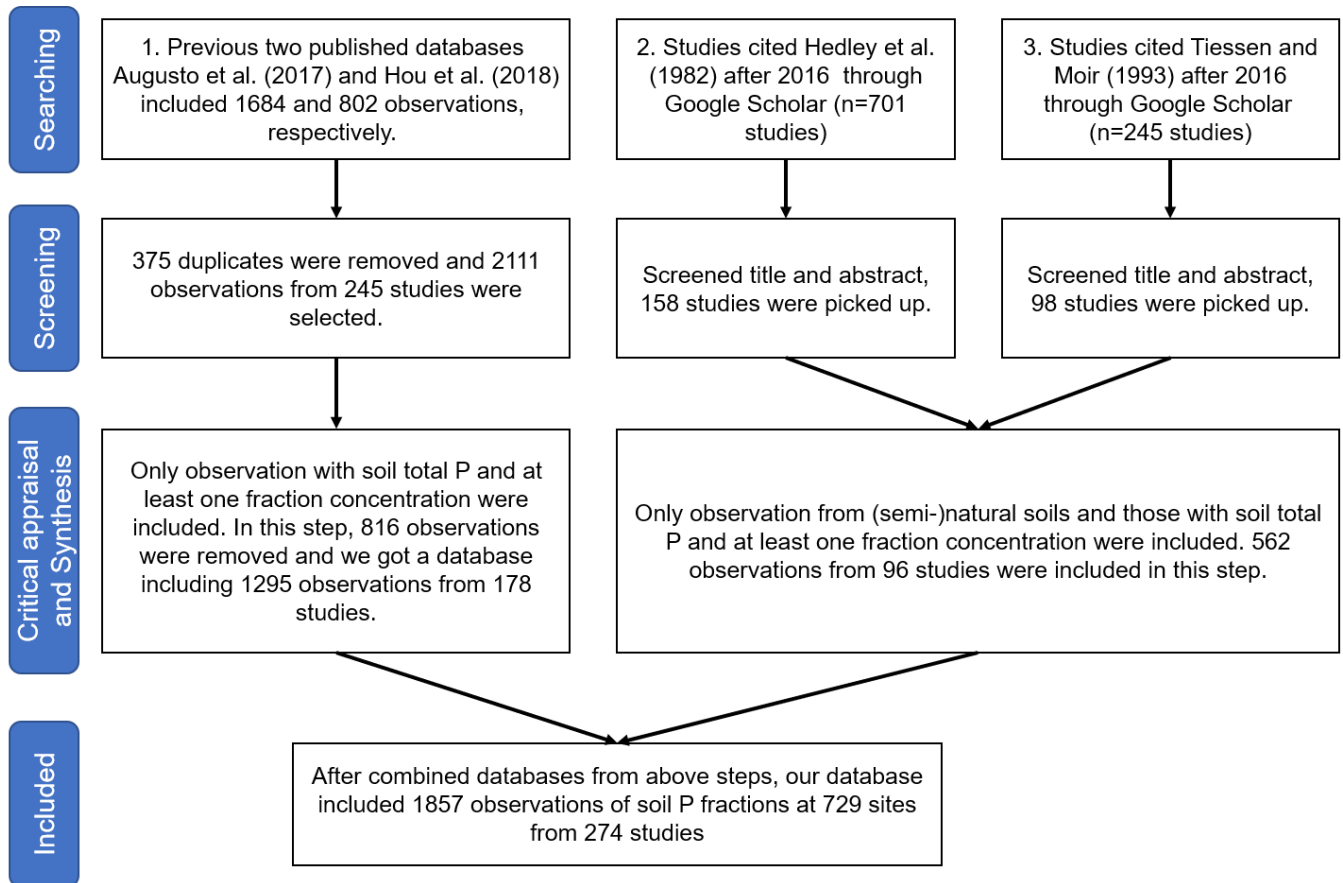 Searching
1. Previous two published databases
Augusto et al. (2017) and Hou et al. (2018)
included 1684 and 802 observations,
respectively.
2. Studies cited Hedley et al.
(1982) after 2016 through
Google Scholar (n=701
studies)
3. Studies cited Tiessen and
Moir (1993) after 2016
through Google Scholar
(n=245 studies)
Screening
375 duplicates were removed and 2111
observations from 245 studies were
selected.
Screened title and abstract,
158 studies were picked up.
Screened title and abstract,
98 studies were picked up.
Critical appraisal
and Synthesis
Only observation with soil total P and at
least one fraction concentration were
included. In this step, 816 observations
were removed and we got a database
including 1295 observations from 178
studies.
Only observation from (semi-)natural soils and those with soil total
P and at least one fraction concentration were included. 562
observations from 96 studies were included in this step.
Included
After combined databases from above steps, our database
included 1857 observations of soil P fractions at 729 sites
from 274 studies